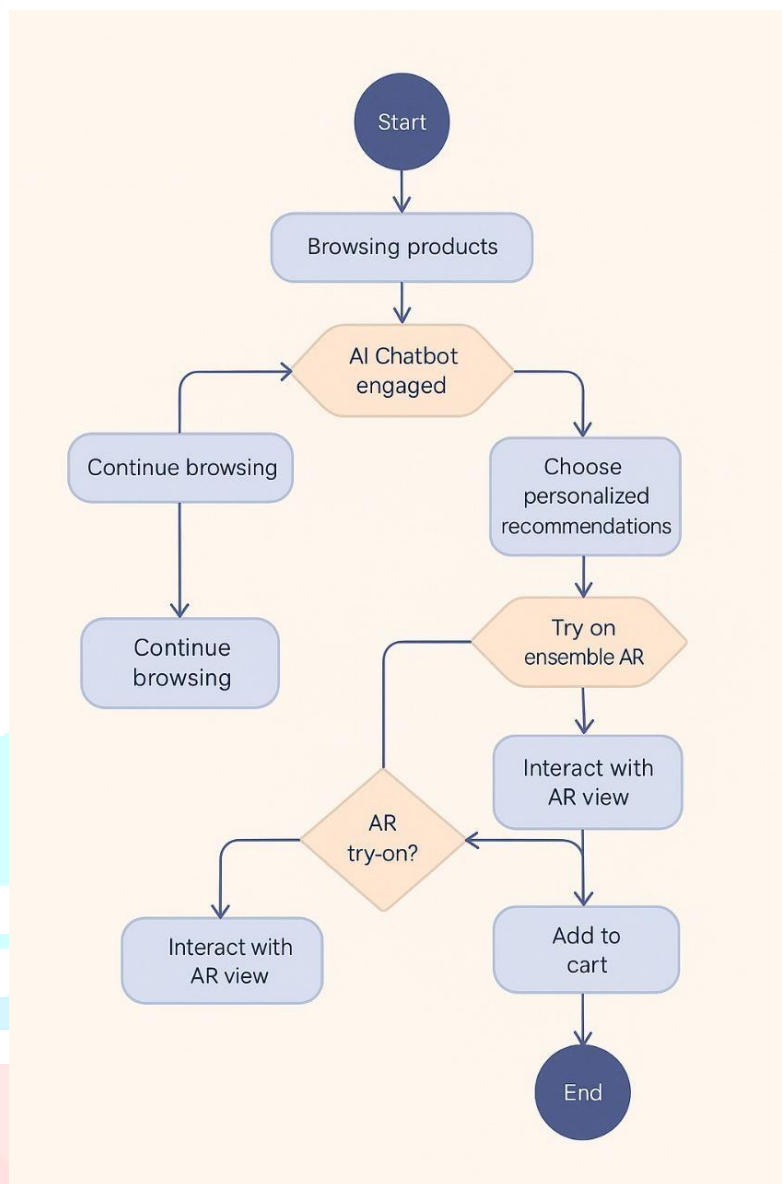 Start
Browsing products
AI Chatbot
engaged
Continue browsing
Choose
personalized
recommendations
Continue
browsing
Try on
ensemble AR
Interact with
AR view
AR
try-on?
Interact with
AR view
Add to
cart
End